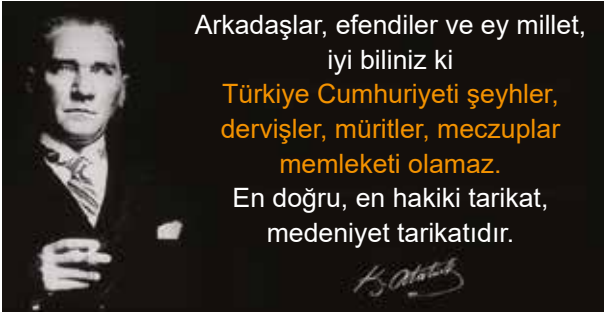 Arkadaşlar, efendiler ve ey millet,
iyi biliniz ki
Türkiye Cumhuriyeti şeyhler,
dervişler, müritler, meczuplar
memleketi olamaz.
En doğru, en hakiki tarikat,
medeniyet tarikatıdır.
K. Atatürk